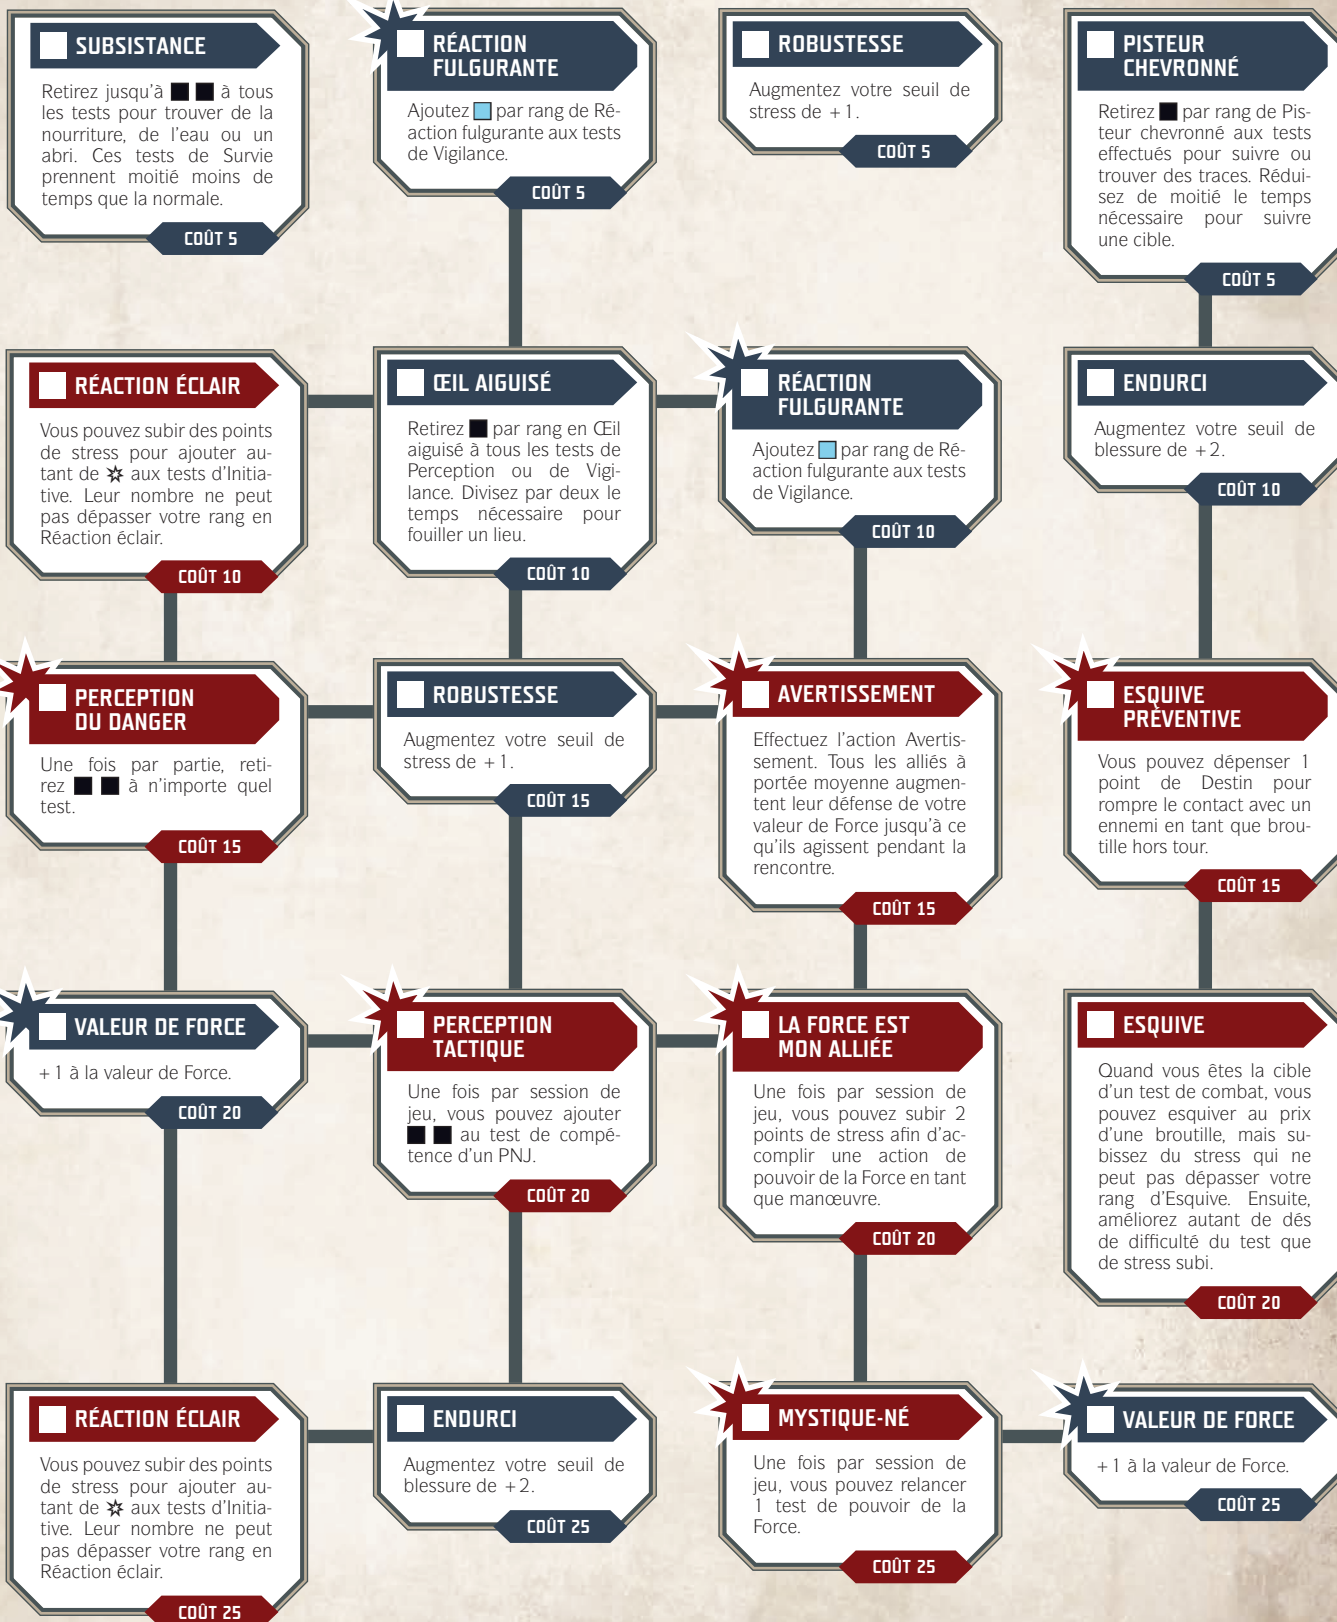 SUBSISTANCE
Retirez jusqu'à à tous
les tests pour trouver de la
nourriture, de l'eau ou un
abri. Ces tests de Survie
prennent moitié moins de
temps que la normale.
COÛT 5
RÉACTION
FULGURANTE
Ajoutez par rang de Ré-
action fulgurante aux tests
de Vigilance.
COÛT 5
ROBUSTESSE
Augmentez votre seuil de
stress de +1.
COÛT 5
PISTEUR
CHEVRONNÉ
Retirez par rang de Pis-
teur chevronné aux tests
effectués pour suivre ou
trouver des traces. Rédui-
sez de moitié le temps
nécessaire pour suivre
une cible.
COÛT 5
RÉACTION ÉCLAIR
Vous pouvez subir des points
de stress pour ajouter au-
tant de aux tests d'Initia-
tive. Leur nombre ne peut
pas dépasser votre rang en
Réaction éclair.
COÛT 10
ŒIL AIGUISÉ
Retirez par rang en Œil
aiguisé à tous les tests de
Perception ou de Vigi-
lance. Divisez par deux le
temps nécessaire pour
fouiller un lieu.
COÛT 10
RÉACTION
FULGURANTE
Ajoutez par rang de Ré-
action fulgurante aux tests
de Vigilance.
COÛT 10
ENDURCI
Augmentez votre seuil de
blessure de +2.
COÛT 10
PERCEPTION
DU DANGER
Une fois par partie, reti-
rez à n'importe quel
test.
COÛT 15
ROBUSTESSE
Augmentez votre seuil de
stress de +1.
COÛT 15
AVERTISSEMENT
Effectuez l'action Avertis-
sement. Tous les alliés à
portée moyenne augmen-
tent leur défense de votre
valeur de Force jusqu'à ce
qu'ils agissent pendant la
rencontre.
COÛT 15
ESQUIVE
PRÉVENTIVE
Vous pouvez dépenser 1
point de Destin pour
rompre le contact avec un
ennemi en tant que brou-
tille hors tour.
COÛT 15
VALEUR DE FORCE
+1 à la valeur de Force.
COÛT 20
PERCEPTION
TACTIQUE
Une fois par session de
jeu, vous pouvez ajouter
au test de compé-
tence d'un PNJ.
COÛT 20
LA FORCE EST
MON ALLIÉE
Une fois par session de
jeu, vous pouvez subir 2
points de stress afin d'ac-
complir une action de
pouvoir de la Force en tant
que manœuvre.
COÛT 20
ESQUIVE
Quand vous êtes la cible
d'un test de combat, vous
pouvez esquiver au prix
d'une broutille, mais su-
bissez du stress qui ne
peut pas dépasser votre
rang d'Esquive. Ensuite,
améliorez autant de dés
de difficulté du test que
de stress subi.
COÛT 20
RÉACTION ÉCLAIR
Vous pouvez subir des points
de stress pour ajouter au-
tant de aux tests d'Initia-
tive. Leur nombre ne peut
pas dépasser votre rang en
Réaction éclair.
COÛT 25
ENDURCI
Augmentez votre seuil de
blessure de +2.
COÛT 25
MYSTIQUE-NÉ
Une fois par session de
jeu, vous pouvez relancer
1 test de pouvoir de la
Force.
COÛT 25
VALEUR DE FORCE
+1 à la valeur de Force.
COÛT 25